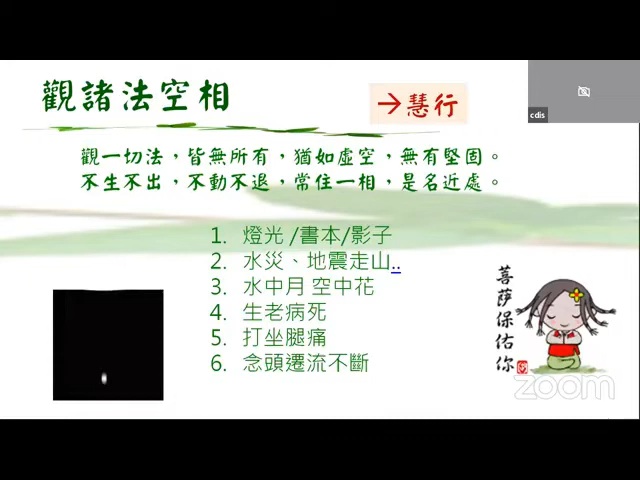 觀諸法空相
→慧行
cdis
觀一切法，皆無所有，猶如虛空，無有堅固。
不生不出，不動不退，常住一相，是名近處。
1. 燈光 /書本/影子
2. 水災、地震走山..
3. 水中月 空中花
4. 生老病死
5. 打坐腿痛
6. 念頭遷流不斷
菩薩保佑你
zoom